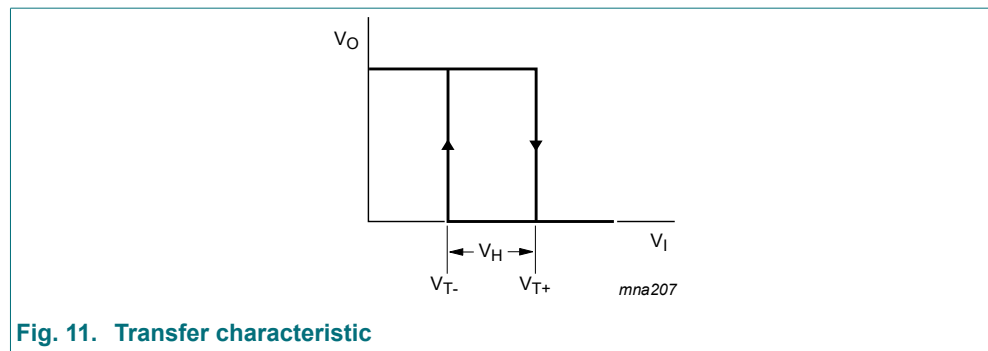 VO
VI
VH
VT-
VT+
mna207
Fig. 11. Transfer characteristic